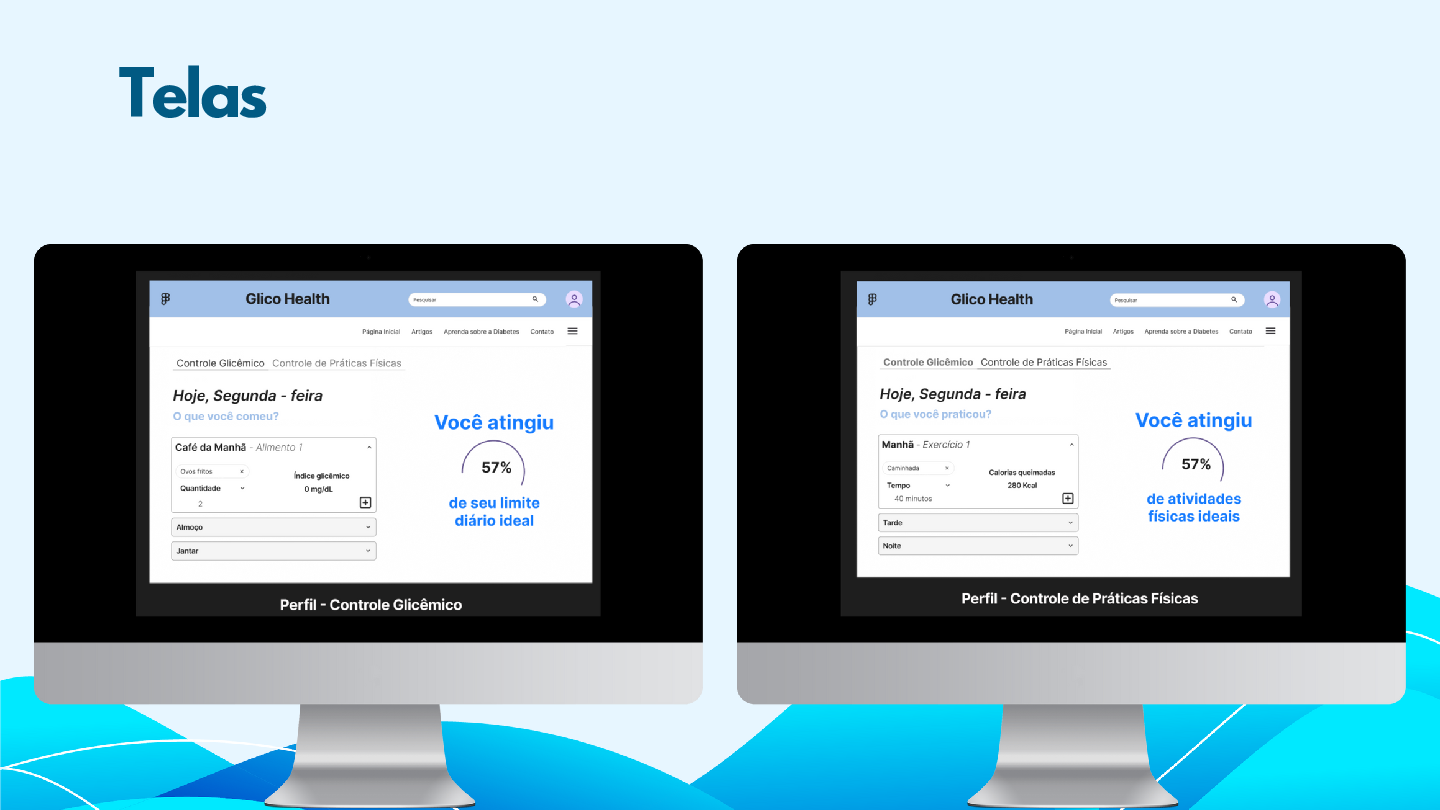 Telas
Glico Health
Pesquisar
Página Inicial Artigos Aprenda sobre a Diabetes Contato
Controle Glicêmico Controle de Práticas Físicas
Hoje, Segunda - feira
O que você comeu?
Café da Manhã - Alimento 1
Ovos fritos ×
Índice glicêmico
Quantidade
0 mg/dL
2
Almoço
Jantar
Você atingiu
57%
de seu limite
diário ideal
Perfil - Controle Glicêmico
Glico Health
Pesquisar
Página Inicial Artigos Aprenda sobre a Diabetes Contato
Controle Glicêmico Controle de Práticas Físicas
Hoje, Segunda - feira
O que você praticou?
Manhã - Exercício 1
Caminhada ×
Calorias queimadas
Tempo
280 Kcal
40 minutos
Tarde
Noite
Você atingiu
57%
de atividades
físicas ideais
Perfil - Controle de Práticas Físicas